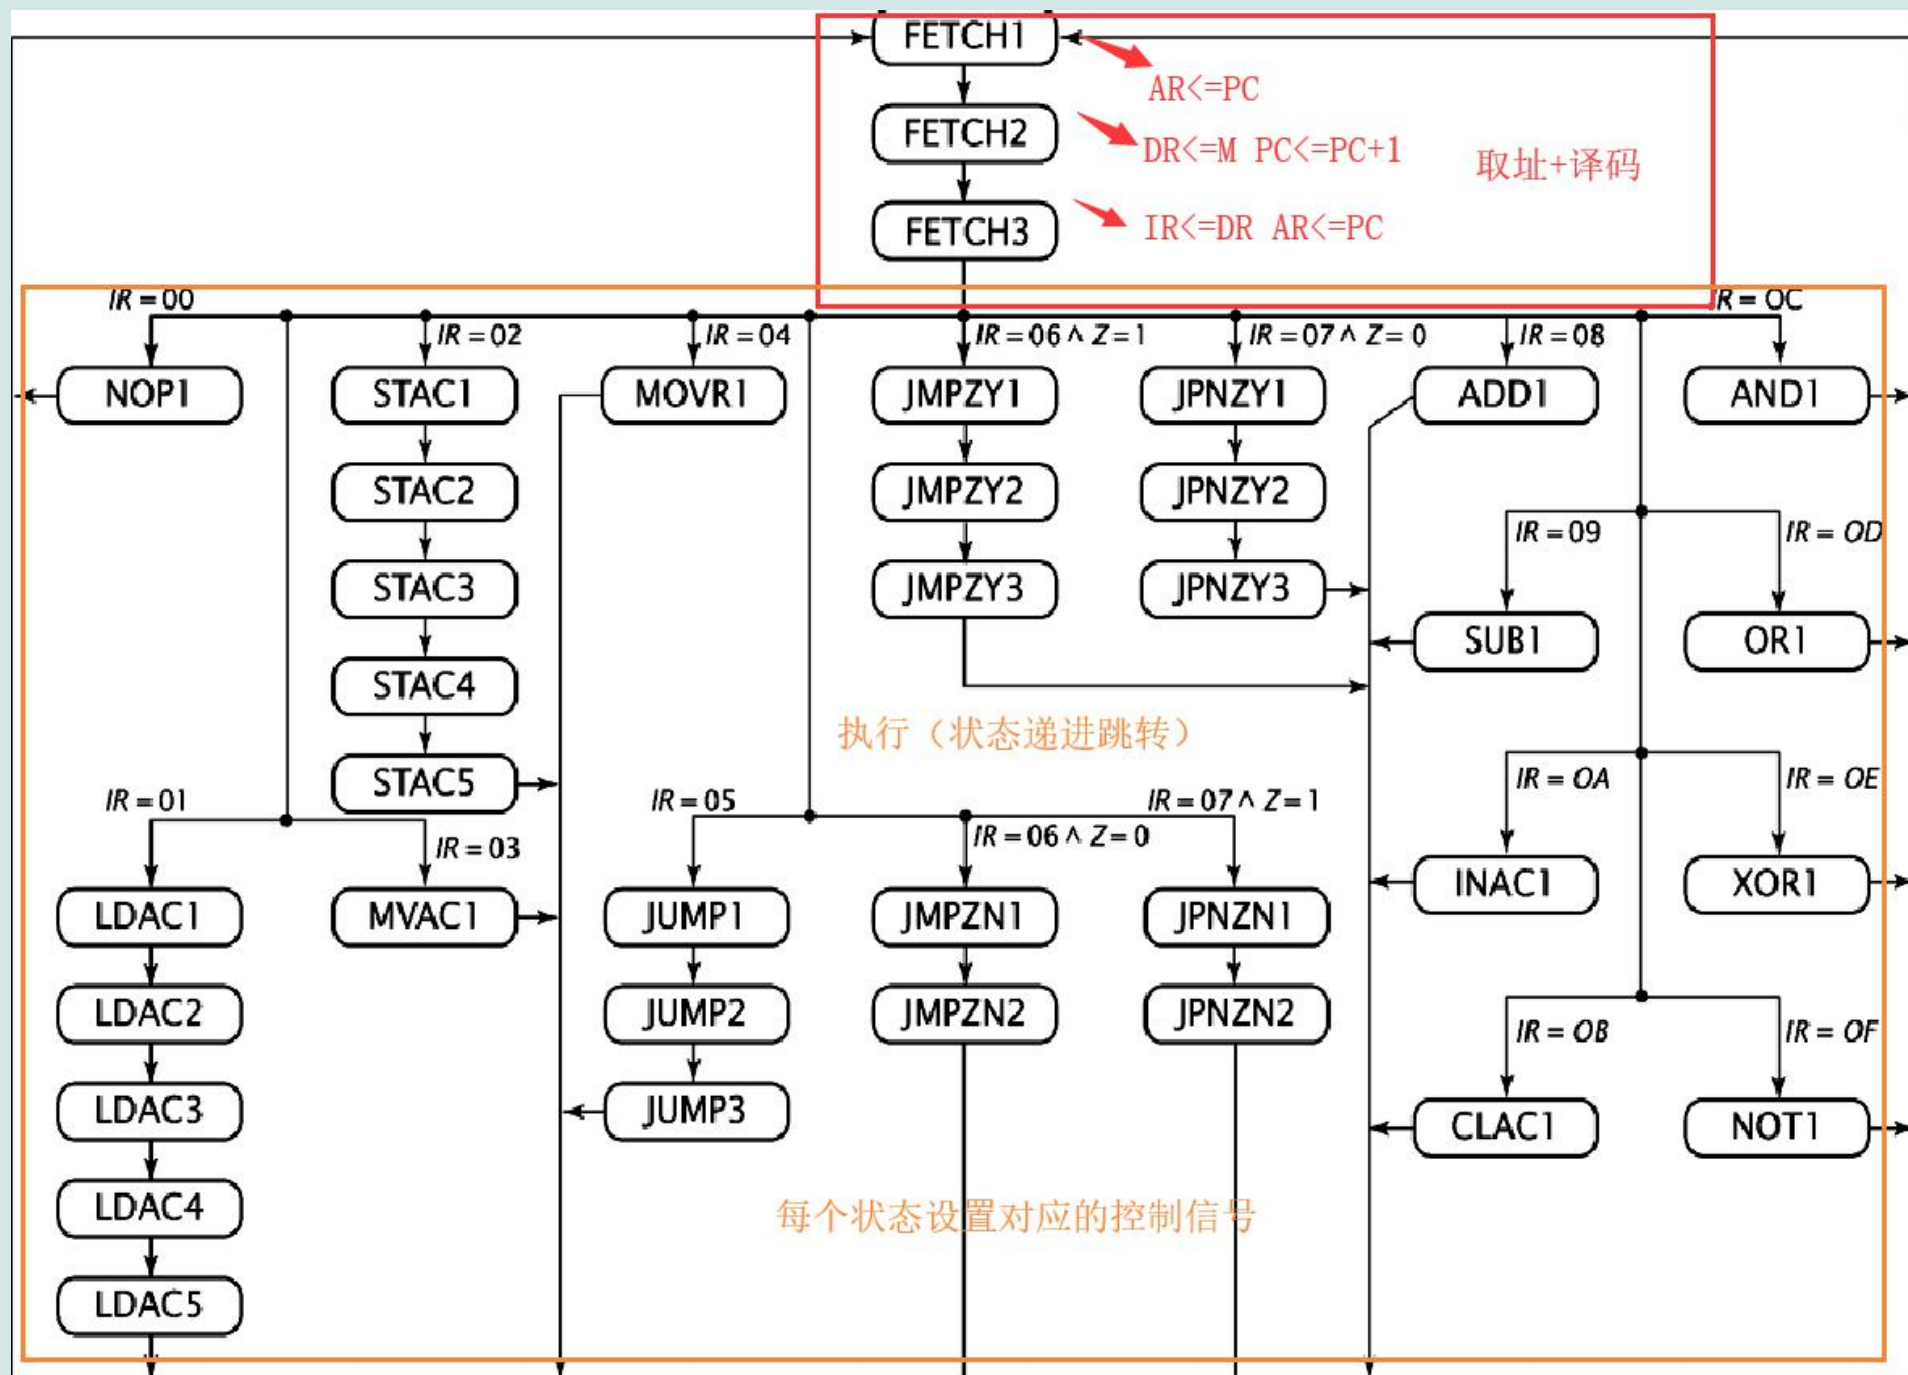 FETCH1
AR<=PC
FETCH2
DR<=M PC<=PC+1
取址+译码
FETCH3
IR<=DR AR<=PC
IR = 00
IR = 02
IR = 04
IR = 06 ∧ Z = 1
IR = 07 ∧ Z = 0
IR = 08
IR = 0C
NOP1
STAC1
MOVR1
JMPZY1
JPNZY1
ADD1
AND1
STAC2
JMPZY2
JPNZY2
IR = 09
IR = 0D
STAC3
JMPZY3
JPNZY3
SUB1
OR1
STAC4
执行（状态递进跳转）
STAC5
IR = 0A
IR = 0E
IR = 01
IR = 05
IR = 07 ∧ Z = 1
IR = 03
IR = 06 ∧ Z = 0
INAC1
XOR1
LDAC1
MVAC1
JUMP1
JMPZN1
JPNZN1
LDAC2
JUMP2
JMPZN2
JPNZN2
IR = 0B
IR = 0F
LDAC3
JUMP3
CLAC1
NOT1
LDAC4
每个状态设置对应的控制信号
LDAC5